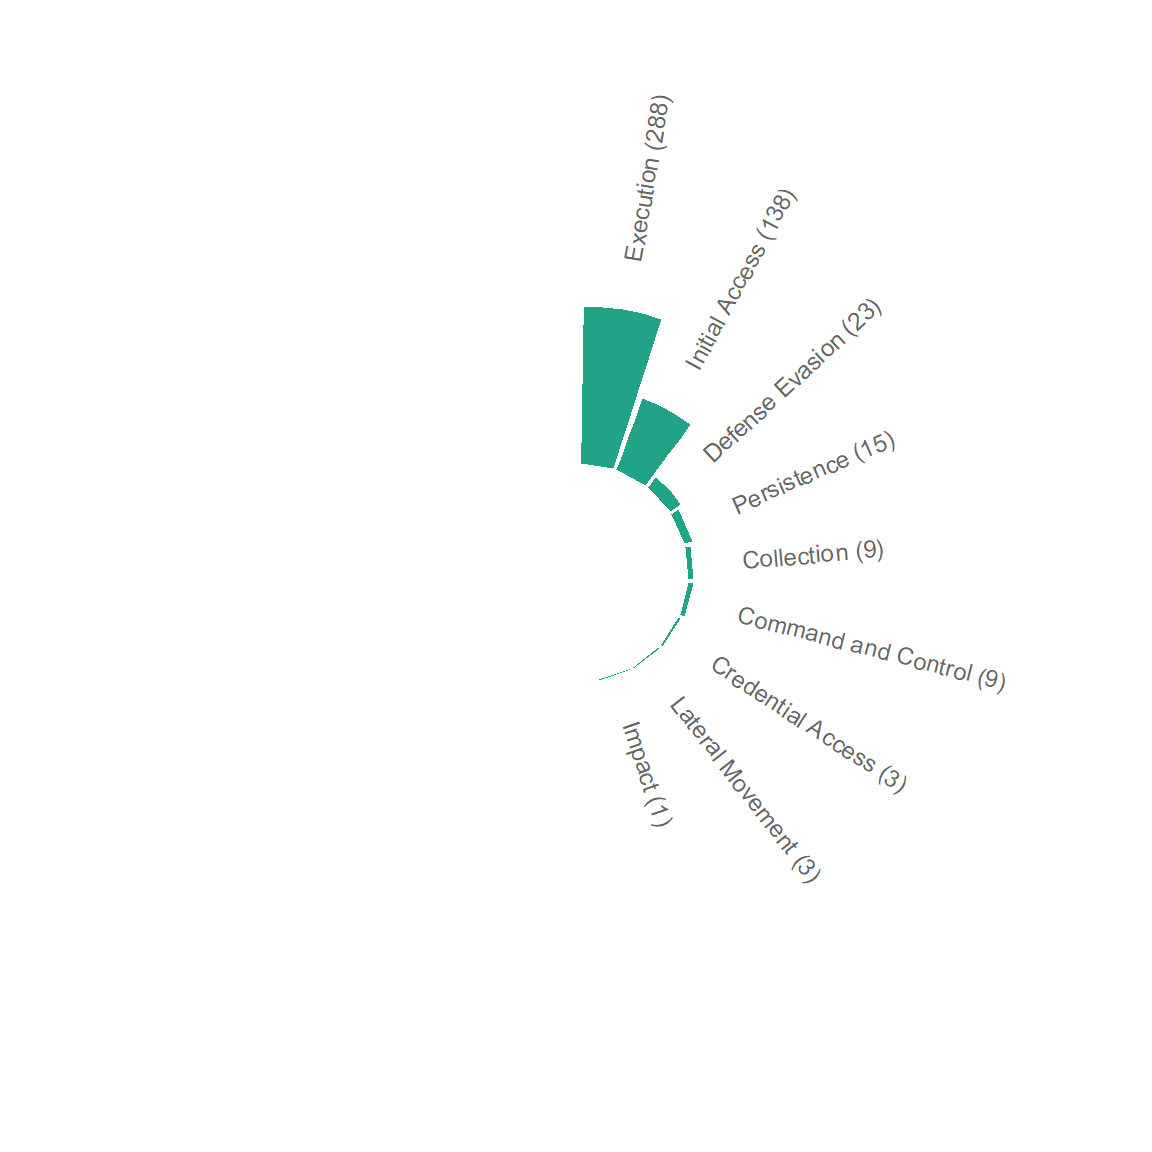 Execution (288)
Initial Access (138)
Defense Evasion (23)
Persistence (15)
Collection (9)
Command and Control (9)
Credential Access (3)
Lateral Movement (3)
Impact (1)